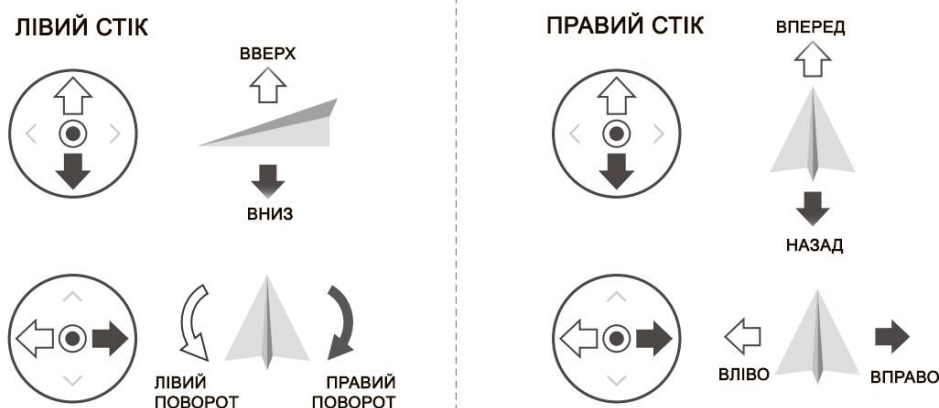 ЛІВИЙ СТІК
ВВЕРХ
ВНИЗ
ЛІВИЙ
ПОВОРОТ
ПРАВИЙ
ПОВОРОТ
ПРАВИЙ СТІК
ВПЕРЕД
НАЗАД
ВЛІВО
ВПРАВО